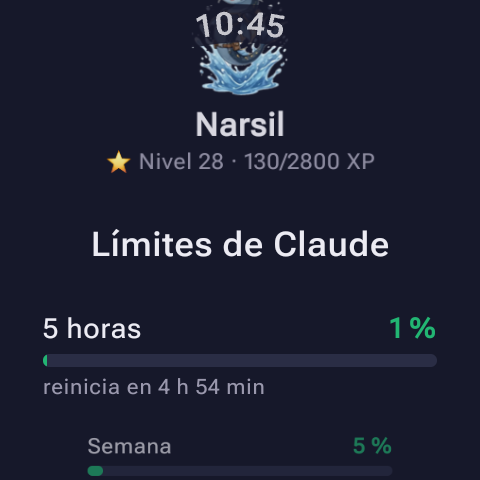 10:45
Narsil
⭐ Nivel 28 · 130/2800 XP
Límites de Claude
5 horas 1 %
reinicia en 4 h 54 min
Semana 5 %